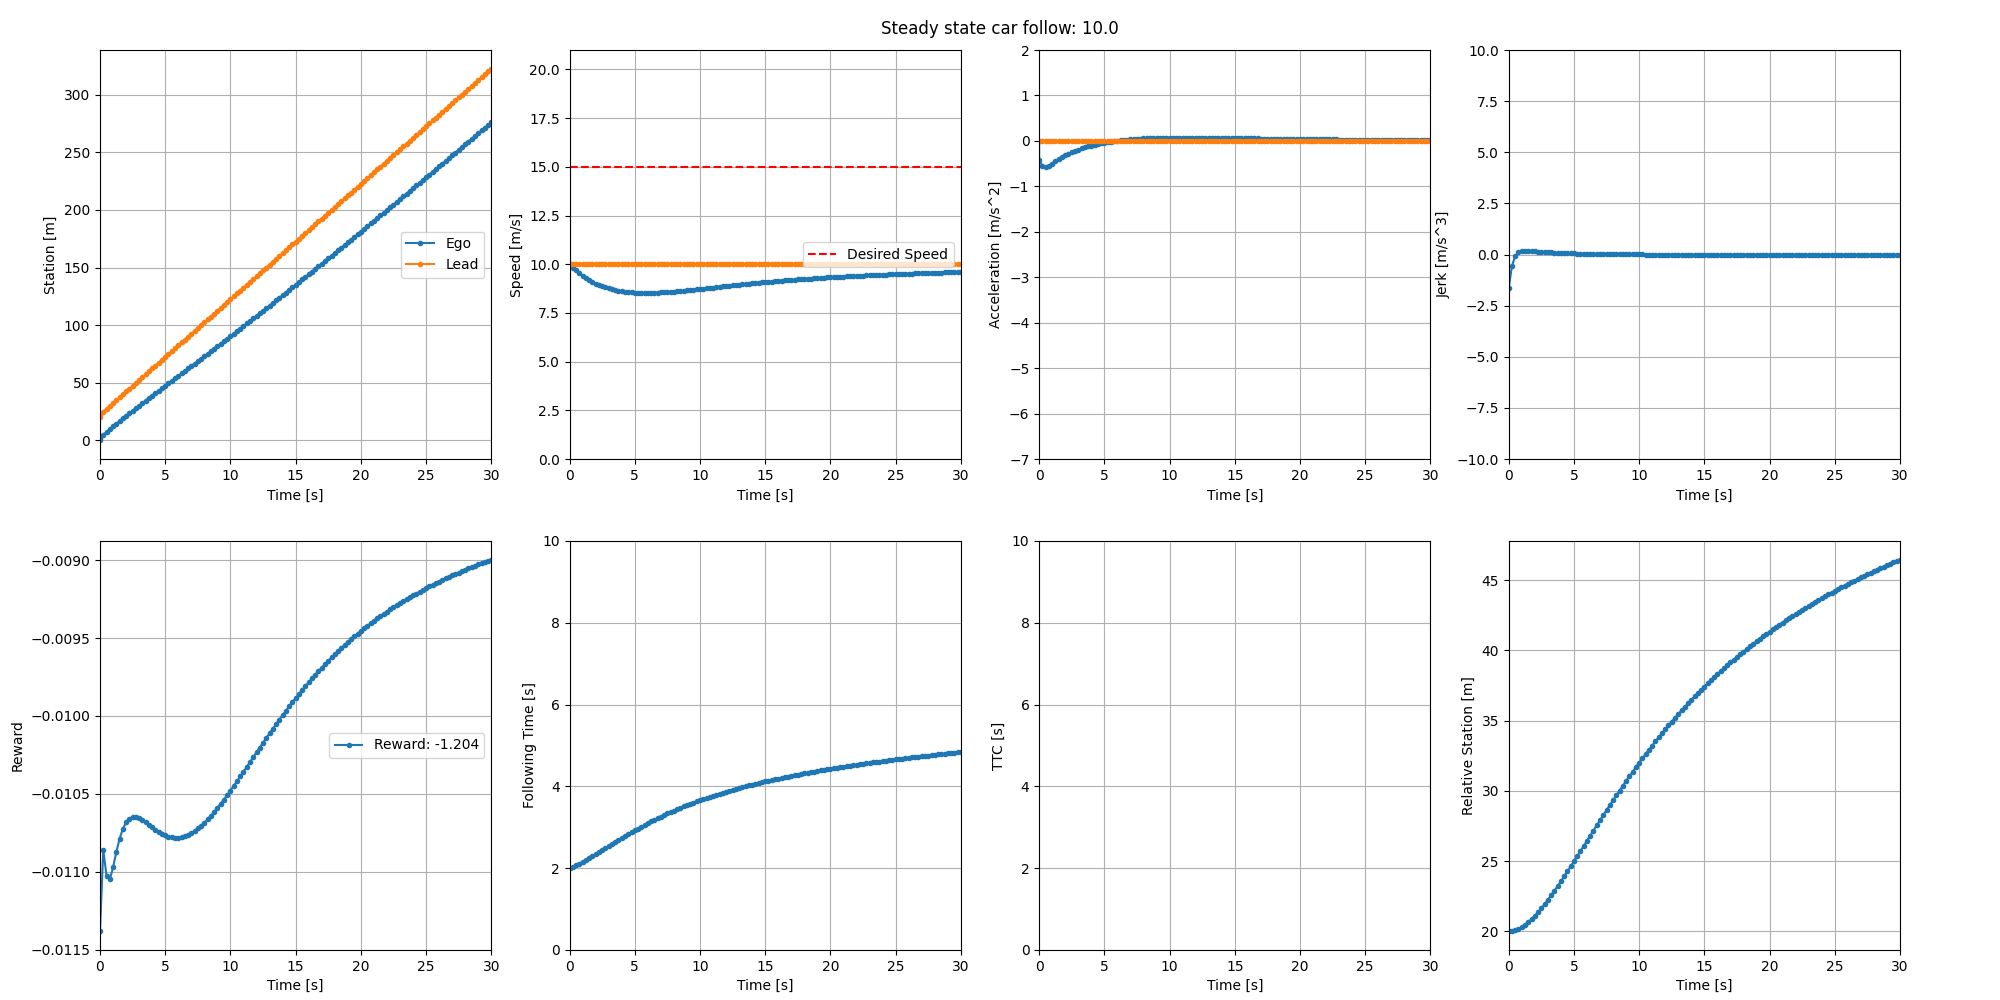 Steady state car follow: 10.0
Station [m]
300
250
200
150
100
50
0
Ego
Lead
0 5 10 15 20 25 30
Time [s]
Speed [m/s]
20.0
17.5
15.0
12.5
10.0
7.5
5.0
2.5
0.0
Desired Speed
0 5 10 15 20 25 30
Time [s]
Acceleration [m/s^2]
2
1
0
−1
−2
−3
−4
−5
−6
−7
0 5 10 15 20 25 30
Time [s]
Jerk [m/s^3]
10.0
7.5
5.0
2.5
0.0
−2.5
−5.0
−7.5
−10.0
0 5 10 15 20 25 30
Time [s]
Reward
−0.0090
−0.0095
−0.0100
−0.0105
−0.0110
−0.0115
Reward: -1.204
0 5 10 15 20 25 30
Time [s]
Following Time [s]
10
8
6
4
2
0
0 5 10 15 20 25 30
Time [s]
TTC [s]
10
8
6
4
2
0
0 5 10 15 20 25 30
Time [s]
Relative Station [m]
45
40
35
30
25
20
0 5 10 15 20 25 30
Time [s]